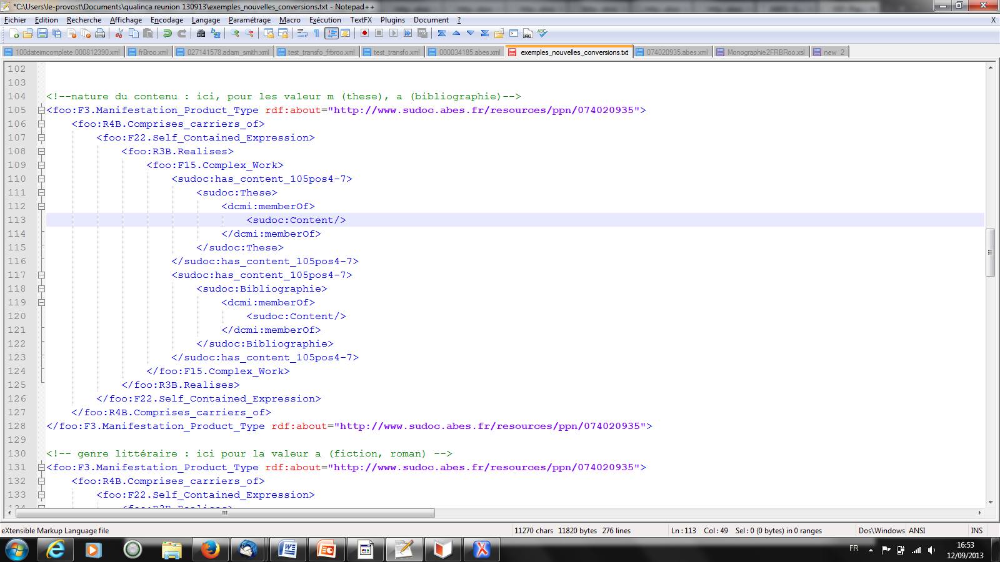 *C:\Users\le-provost\Documents\qualinca reunion 130913\exemples_nouvelles_conversions.txt - Notepad++
Fichier Edition Recherche Affichage Encodage Langage Paramétrage Macro Exécution TextFX Plugins Document ? X
100dateimcomplete.000812390.xml frBroo.xml 027141578.adam_smith.xml test_transfo_frbroo.xml test_transfo.xml 000034185.abes.xml exemples_nouvelles_conversions.txt 074020935.abes.xml Monographie2FRBRoo.xsl new 2
102
103
104 <!--nature du contenu : ici, pour les valeur m (these), a (bibliographie)-->
105 <foo:F3.Manifestation_Product_Type rdf:about="http://www.sudoc.abes.fr/resources/ppn/074020935">
106 <foo:R4B.Comprises_carriers_of>
107 <foo:F22.Self_Contained_Expression>
108 <foo:R3B.Realises>
109 <foo:F15.Complex_Work>
110 <sudoc:has_content_105pos4-7>
111 <sudoc:These>
112 <dcmi:memberOf>
113 <sudoc:Content/>
114 </dcmi:memberOf>
115 </sudoc:These>
116 </sudoc:has_content_105pos4-7>
117 <sudoc:has_content_105pos4-7>
118 <sudoc:Bibliographie>
119 <dcmi:memberOf>
120 <sudoc:Content/>
121 </dcmi:memberOf>
122 </sudoc:Bibliographie>
123 </sudoc:has_content_105pos4-7>
124 </foo:F15.Complex_Work>
125 </foo:R3B.Realises>
126 </foo:F22.Self_Contained_Expression>
127 </foo:R4B.Comprises_carriers_of>
128 </foo:F3.Manifestation_Product_Type rdf:about="http://www.sudoc.abes.fr/resources/ppn/074020935">
129
130 <!-- genre littéraire : ici pour la valeur a (fiction, roman) -->
131 <foo:F3.Manifestation_Product_Type rdf:about="http://www.sudoc.abes.fr/resources/ppn/074020935">
132 <foo:R4B.Comprises_carriers_of>
133 <foo:F22.Self_Contained_Expression>
134 <foo:R3B.Realises>
eXtensible Markup Language file 11270 chars 11820 bytes 276 lines Ln : 113 Col : 49 Sel : 0 (0 bytes) in 0 ranges Dos\Windows ANSI INS
FR 16:53
12/09/2013